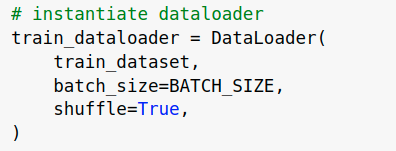 # instantiate dataloader
train_dataloader = DataLoader(
    train_dataset,
    batch_size=BATCH_SIZE,
    shuffle=True,
)